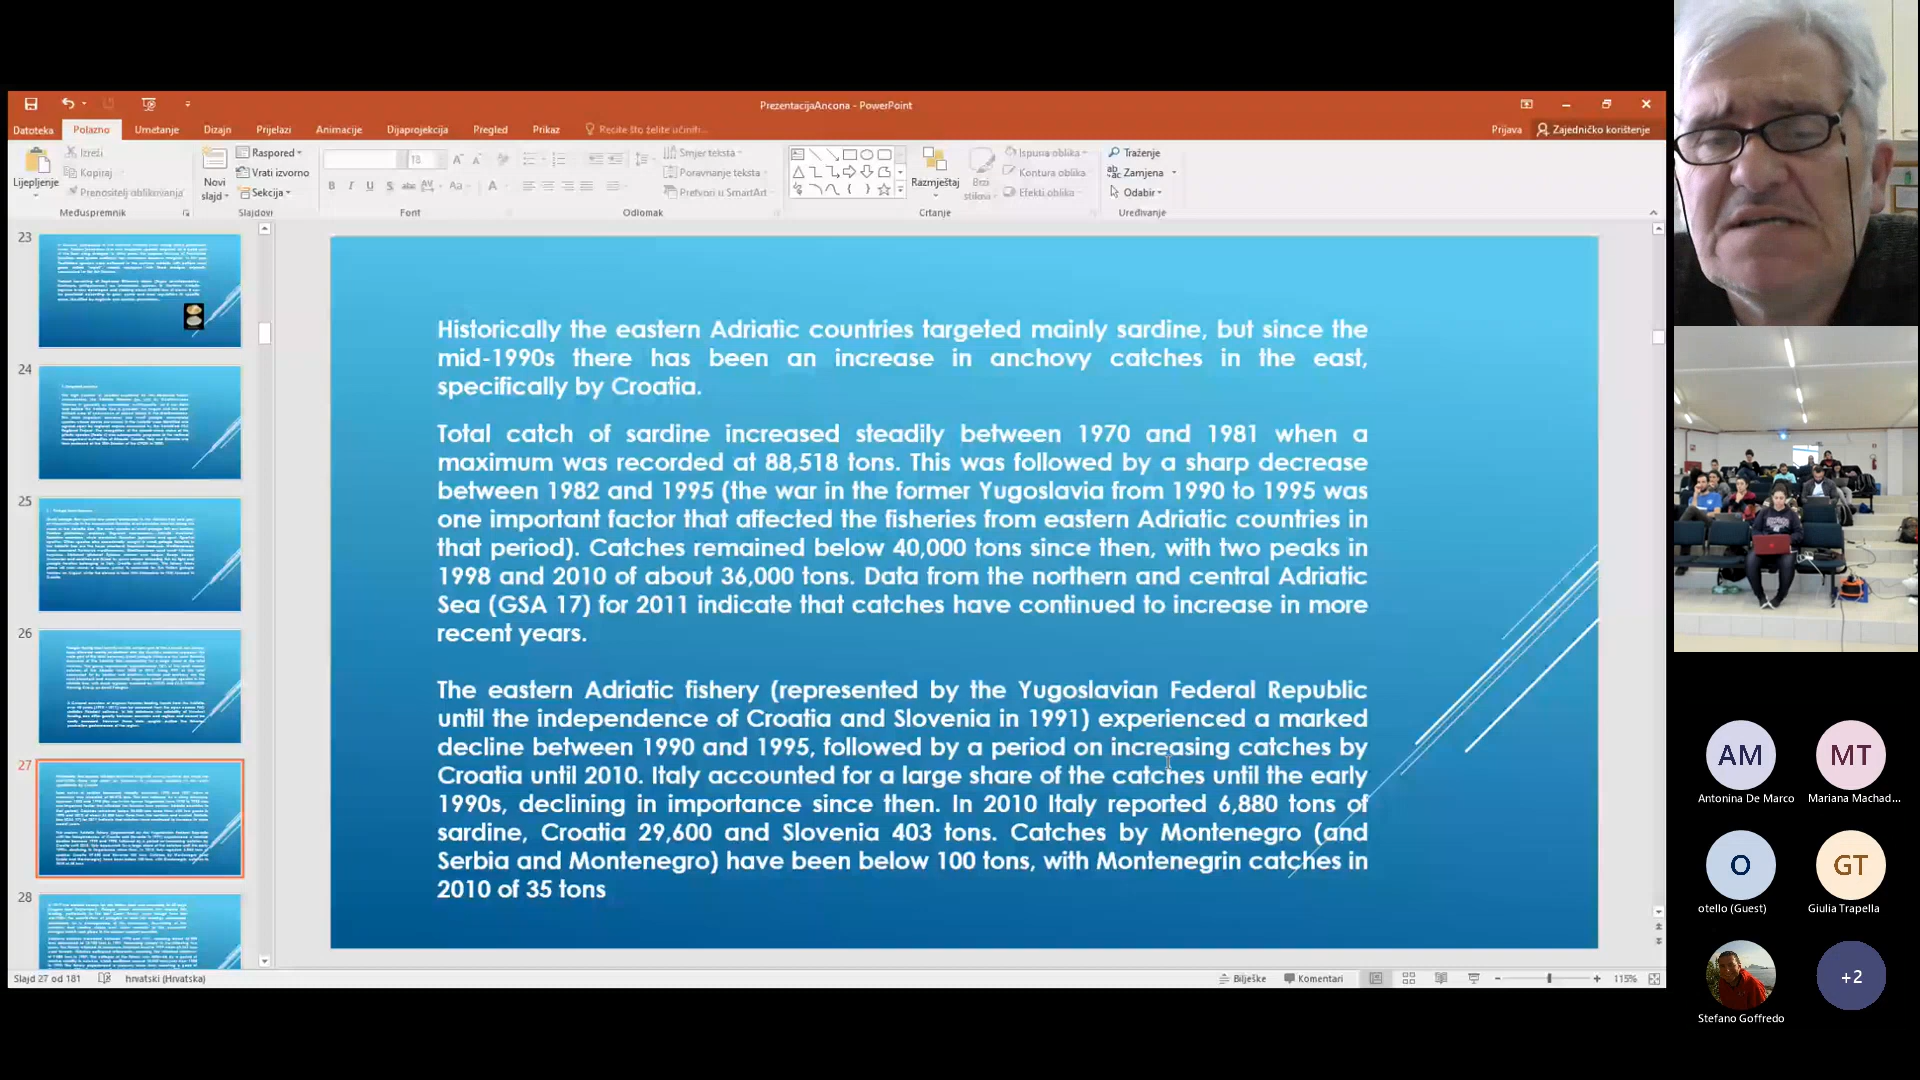 PrezentacijaAncona - PowerPoint
Datoteka Polazno Umetanje Dizajn Prijelazi Animacije Dijaprojekcija Pregled Prikaz Recite što želite učiniti... Prijava Zajedničko korištenje
Lijepljenje
Izreži
Kopiraj
Prenositelj oblikovanja
Međuspremnik
Novi slajd
Raspored
Vrati izvorno
Sekcija
Slajdovi
18
Font
Smjer teksta
Poravnanje teksta
Pretvori u SmartArt
Odlomak
Razmještaj
Brzi stilovi
Ispuna oblika
Kontura oblika
Efekti oblika
Crtanje
Traženje
Zamjena
Odabir
Uređivanje
23
24
25
26
27
28
Historically the eastern Adriatic countries targeted mainly sardine, but since the
mid-1990s there has been an increase in anchovy catches in the east,
specifically by Croatia.
Total catch of sardine increased steadily between 1970 and 1981 when a
maximum was recorded at 88,518 tons. This was followed by a sharp decrease
between 1982 and 1995 (the war in the former Yugoslavia from 1990 to 1995 was
one important factor that affected the fisheries from eastern Adriatic countries in
that period). Catches remained below 40,000 tons since then, with two peaks in
1998 and 2010 of about 36,000 tons. Data from the northern and central Adriatic
Sea (GSA 17) for 2011 indicate that catches have continued to increase in more
recent years.
The eastern Adriatic fishery (represented by the Yugoslavian Federal Republic
until the independence of Croatia and Slovenia in 1991) experienced a marked
decline between 1990 and 1995, followed by a period on increasing catches by
Croatia until 2010. Italy accounted for a large share of the catches until the early
1990s, declining in importance since then. In 2010 Italy reported 6,880 tons of
sardine, Croatia 29,600 and Slovenia 403 tons. Catches by Montenegro (and
Serbia and Montenegro) have been below 100 tons, with Montenegrin catches in
2010 of 35 tons
Slajd 27 od 181 hrvatski (Hrvatska)
Bilješke Komentari 115%
AM
Antonina De Marco
MT
Mariana Machad...
O
otello (Guest)
GT
Giulia Trapella
Stefano Goffredo
+2